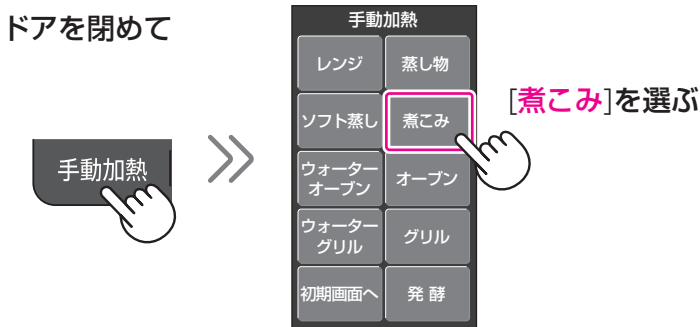 ドアを閉めて
手動加熱
手動加熱
レンジ
蒸し物
ソフト蒸し
煮こみ
ウォーター
オーブン
オーブン
ウォーター
グリル
グリル
初期画面へ
発 酵
[煮こみ]を選ぶ